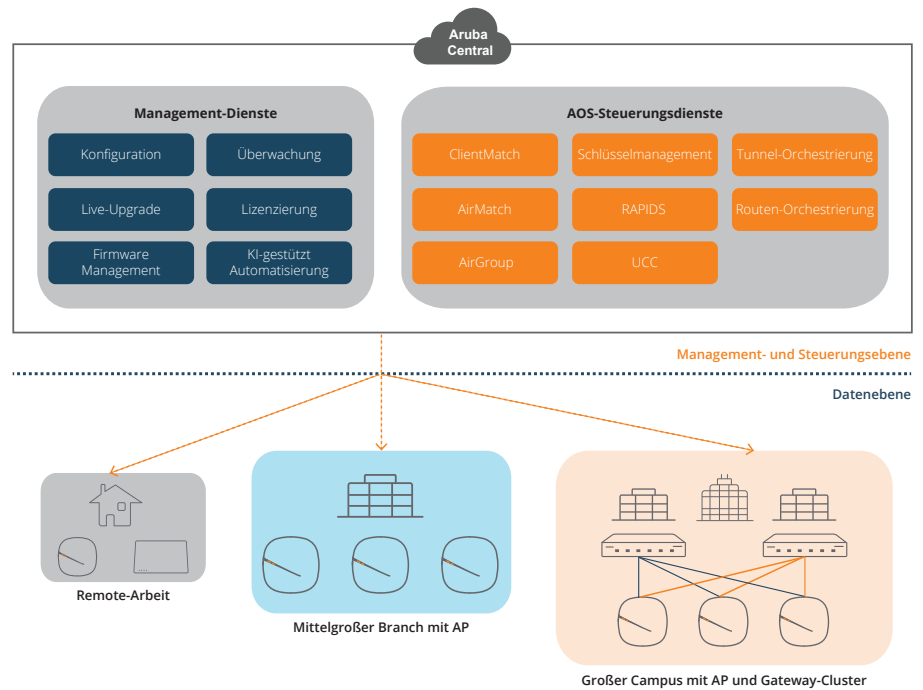 Aruba
Central
Management-Dienste
Konfiguration
Überwachung
Live-Upgrade
Lizenzierung
Firmware
Management
KI-gestützt
Automatisierung
AOS-Steuerungsdienste
ClientMatch
Schlüsselmanagement
Tunnel-Orchestrierung
AirMatch
RAPIDS
Routen-Orchestrierung
AirGroup
UCC
Management- und Steuerungsebene
Datenebene
Remote-Arbeit
Mittelgroßer Branch mit AP
Großer Campus mit AP und Gateway-Cluster